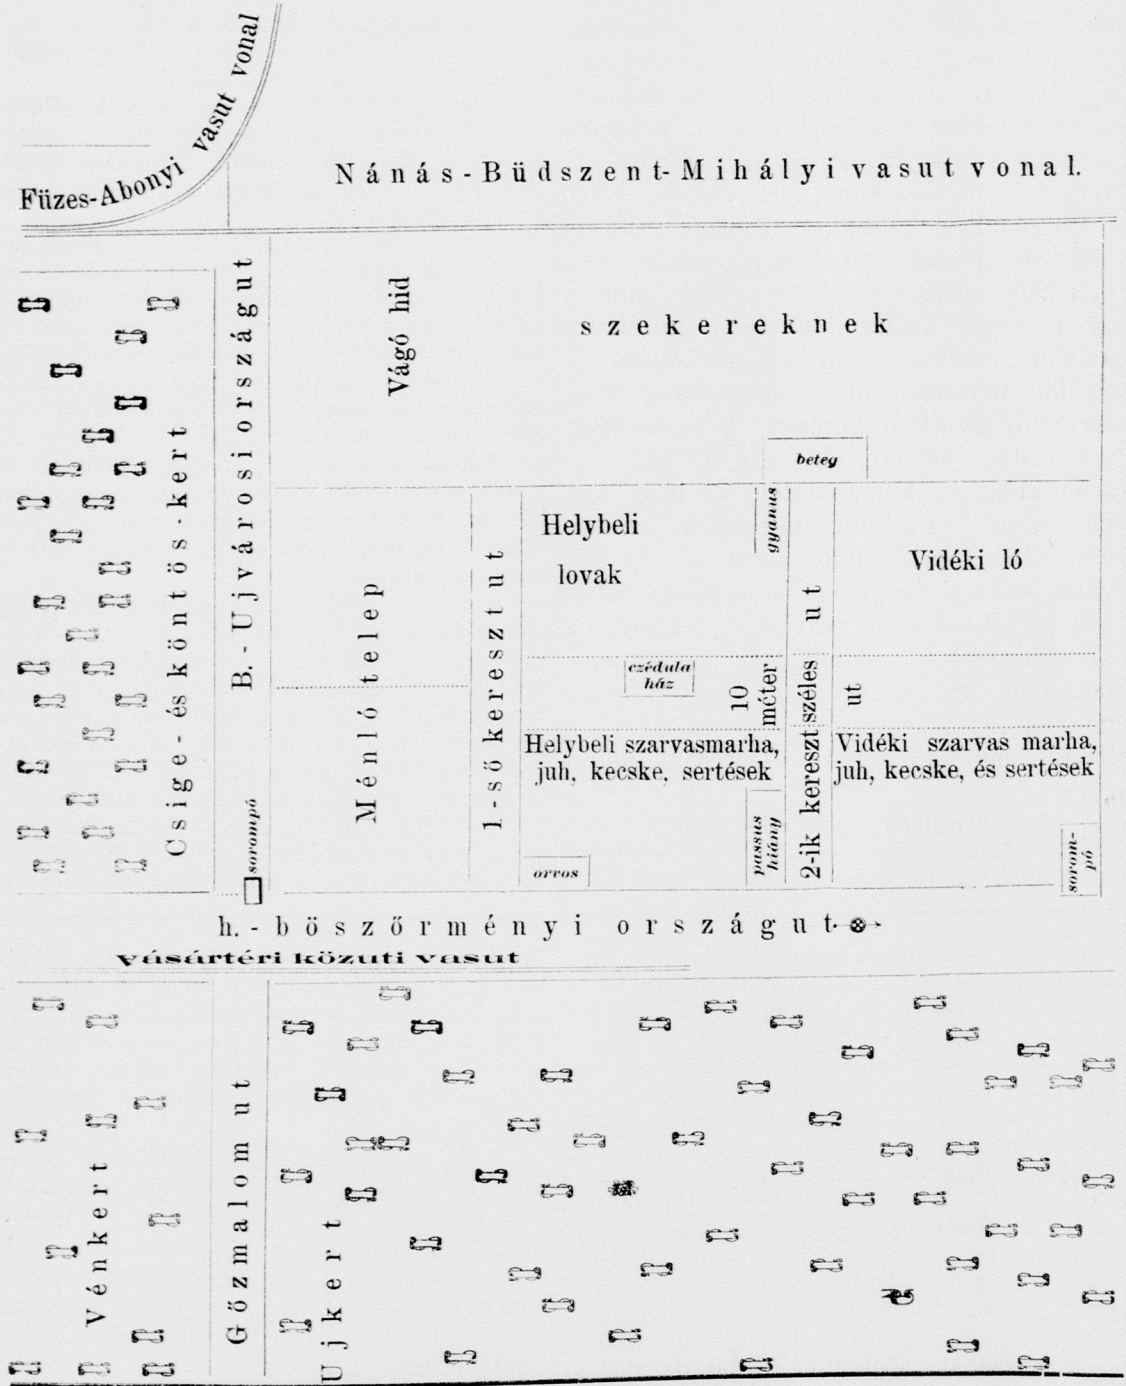 Füzes-Abonyi vasut vonal
Nánás-Büdszent-Mihályi vasut vonal.
Csige- és köntös-kert
B.-Ujvárosi országut
sorompó
Vágó hid
szekereknek
beteg
Ménló telep
1-ső kereszt ut
Helybeli
lovak
gyanus
Vidéki ló
czédula
ház
10
méter
széles
ut
2-ik kereszt ut
Helybeli szarvasmarha,
juh, kecske, sertések
Vidéki szarvas marha,
juh, kecske, és sertések
orvos
passus
hiány
sorom-
pó
h.-böszőrményi országut
vásártéri közuti vasut
Vénkert
Gőzmalom ut
Ujkert